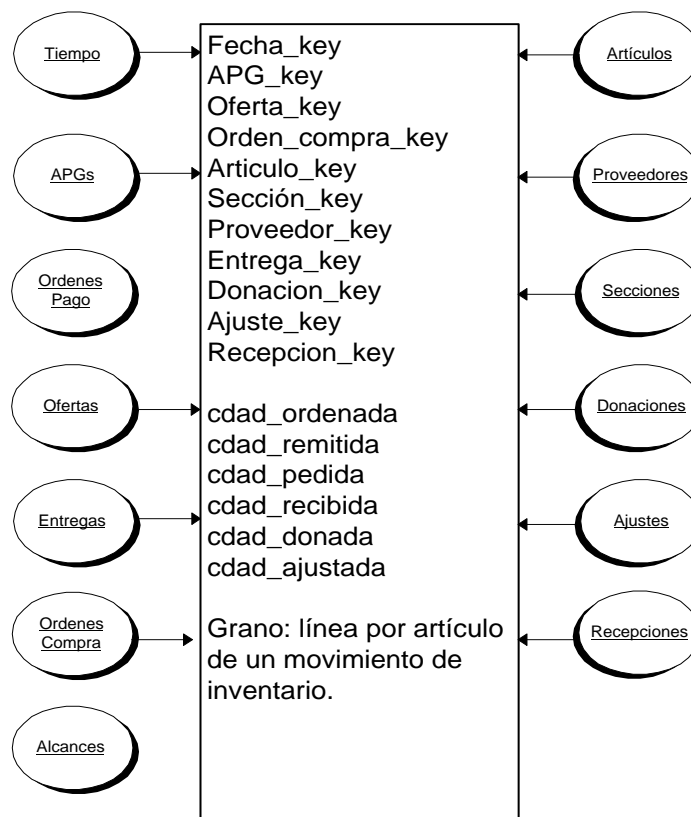 Tiempo
APGs
Ordenes
Pago
Ofertas
Entregas
Ordenes
Compra
Alcances
Fecha_key
APG_key
Oferta_key
Orden_compra_key
Articulo_key
Sección_key
Proveedor_key
Entrega_key
Donacion_key
Ajuste_key
Recepcion_key
cdad_ordenada
cdad_remitida
cdad_pedida
cdad_recibida
cdad_donada
cdad_ajustada
Grano: línea por artículo
de un movimiento de
inventario.
Artículos
Proveedores
Secciones
Donaciones
Ajustes
Recepciones